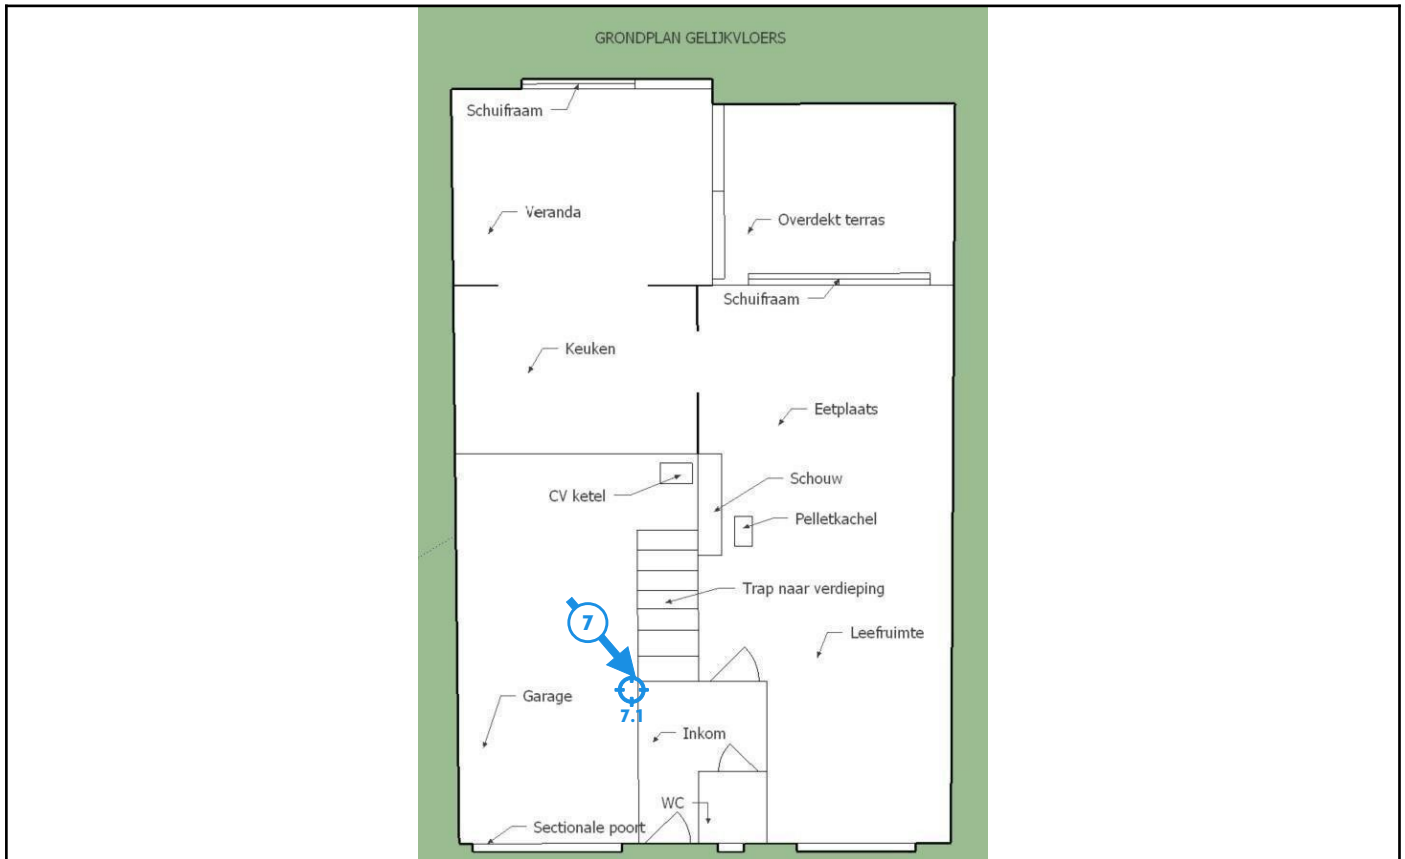 GRONDPLAN GELIJKVLOERS
Schuifraam
Veranda
Overdekt terras
Schuifraam
Keuken
Eetplaats
Schouw
CV ketel
Pelletkachel
Trap naar verdieping
7
Leefruimte
Garage
7.1
Inkom
WC
Sectionale poort